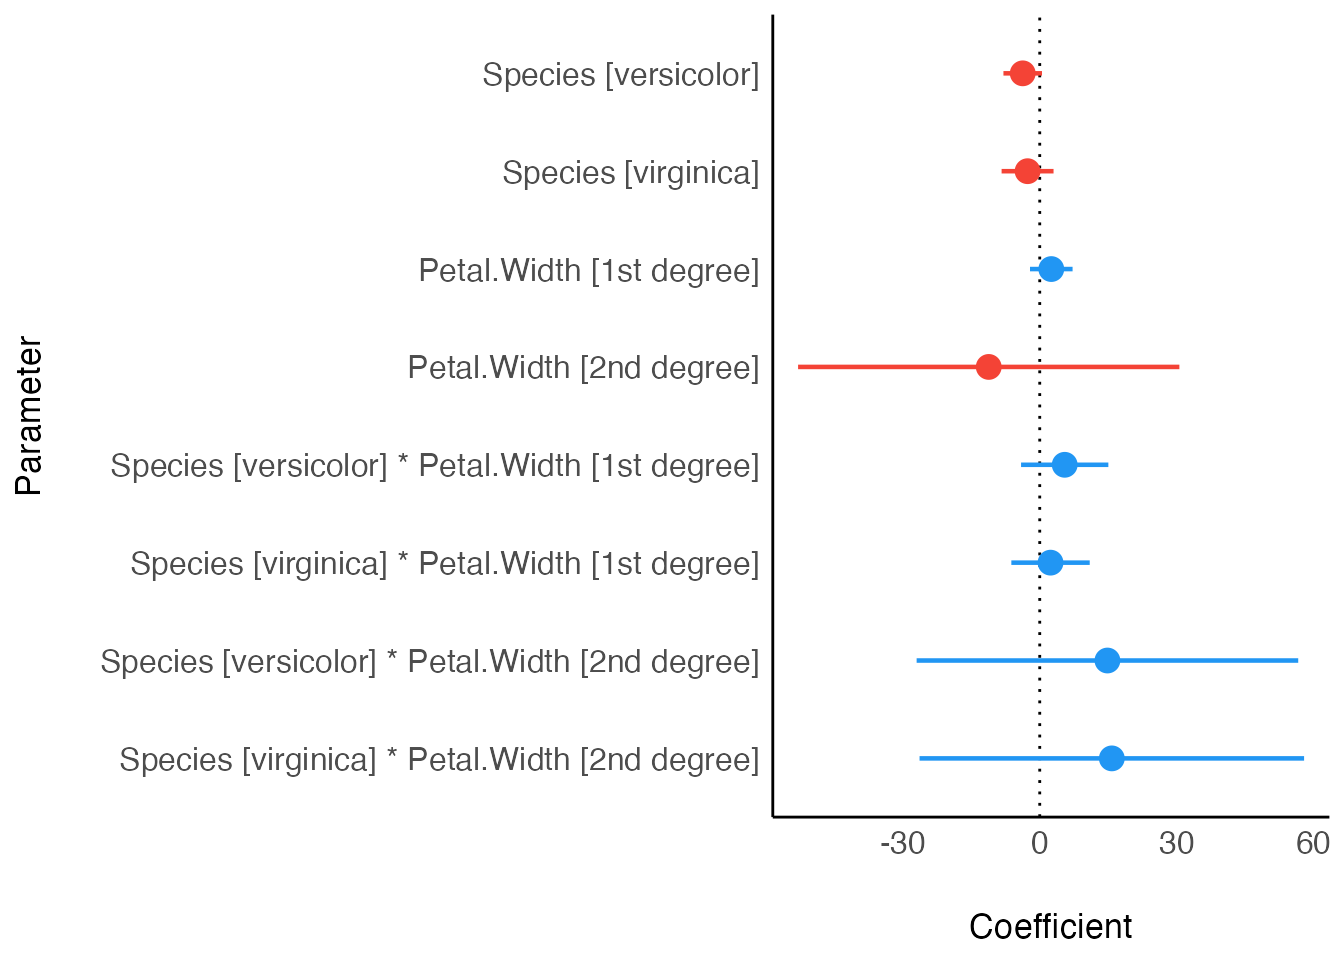 Species [versicolor]
Species [virginica]
Petal.Width [1st degree]
Petal.Width [2nd degree]
Species [versicolor] * Petal.Width [1st degree]
Species [virginica] * Petal.Width [1st degree]
Species [versicolor] * Petal.Width [2nd degree]
Species [virginica] * Petal.Width [2nd degree]
Parameter
-30 0 30 60
Coefficient